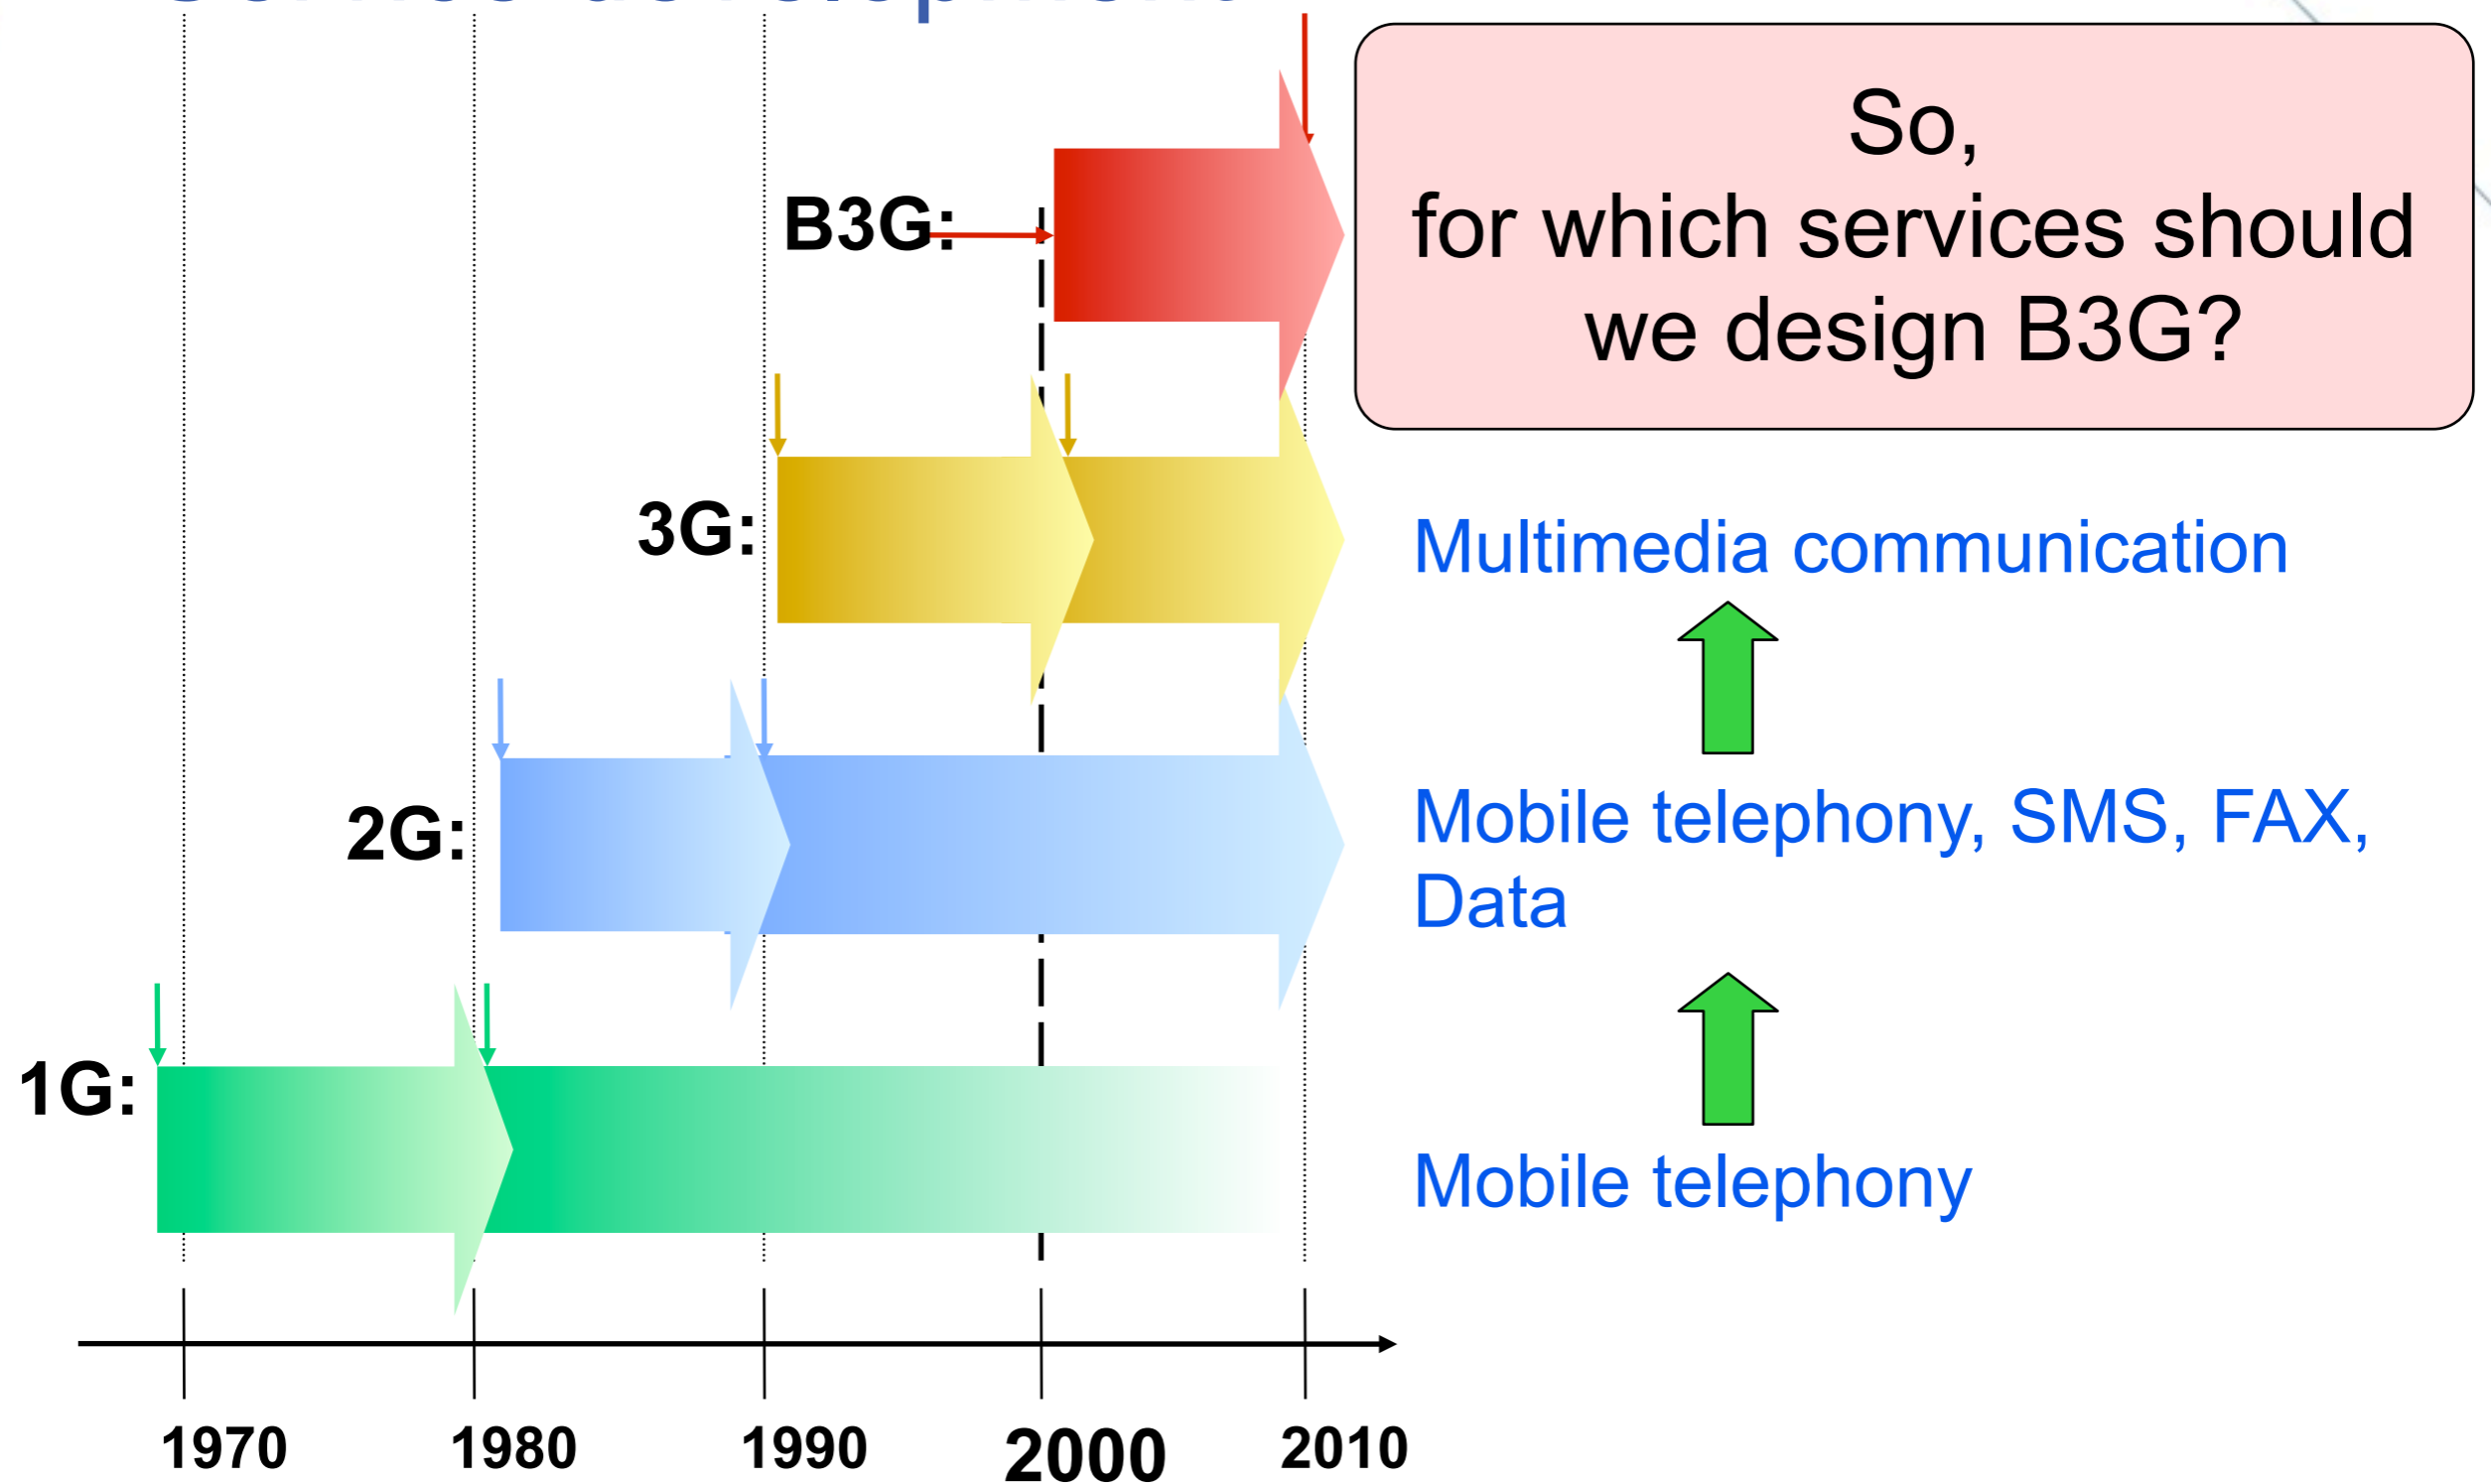 So,
for which services should
we design B3G?
B3G:
3G:
Multimedia communication
2G:
Mobile telephony, SMS, FAX,
Data
1G:
Mobile telephony
1970 1980 1990 2000 2010